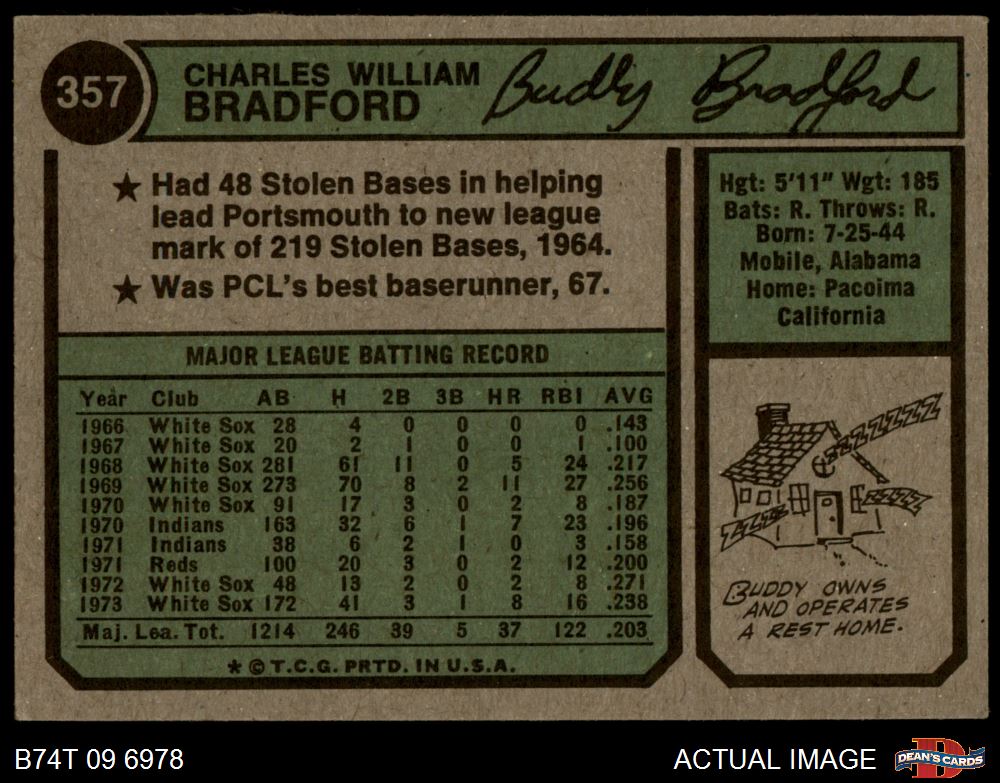 357
CHARLES WILLIAM
BRADFORD
Buddy Bradford
★ Had 48 Stolen Bases in helping
lead Portsmouth to new league
mark of 219 Stolen Bases, 1964.
★ Was PCL's best baserunner, 67.
Hgt: 5'11" Wgt: 185
Bats: R. Throws: R.
Born: 7-25-44
Mobile, Alabama
Home: Pacoima
California
MAJOR LEAGUE BATTING RECORD
Year Club AB H 2B 3B HR RBI AVG
1966 White Sox 28 4 0 0 0 0 .143
1967 White Sox 20 2 1 0 0 1 .100
1968 White Sox 281 61 11 0 5 24 .217
1969 White Sox 273 70 8 2 11 27 .256
1970 White Sox 91 17 3 0 2 8 .187
1970 Indians 163 32 6 1 7 23 .196
1971 Indians 38 6 2 1 0 3 .158
1971 Reds 100 20 3 0 2 12 .200
1972 White Sox 48 13 2 0 2 8 .271
1973 White Sox 172 41 3 1 8 16 .238
Maj. Lea. Tot. 1214 246 39 5 37 122 .203
* © T.C.G. PRTD. IN U.S.A.
ZZZZZZZ
ZZZZ
ZZZZ
BUDDY OWNS
AND OPERATES
A REST HOME.
B74T 09 6978
ACTUAL IMAGE
D
DEAN'S CARDS